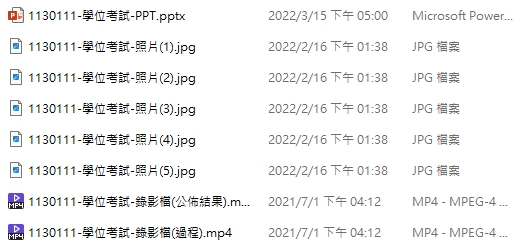 1130111-學位考試-PPT.pptx 2022/3/15 下午 05:00 Microsoft Power...
1130111-學位考試-照片(1).jpg 2022/2/16 下午 01:38 JPG 檔案
1130111-學位考試-照片(2).jpg 2022/2/16 下午 01:38 JPG 檔案
1130111-學位考試-照片(3).jpg 2022/2/16 下午 01:38 JPG 檔案
1130111-學位考試-照片(4).jpg 2022/2/16 下午 01:38 JPG 檔案
1130111-學位考試-照片(5).jpg 2022/2/16 下午 01:38 JPG 檔案
MP4 1130111-學位考試-錄影檔(公佈結果).m... 2021/7/1 下午 04:12 MP4 - MPEG-4 ...
MP4 1130111-學位考試-錄影檔(過程).mp4 2021/7/1 下午 04:12 MP4 - MPEG-4 ...